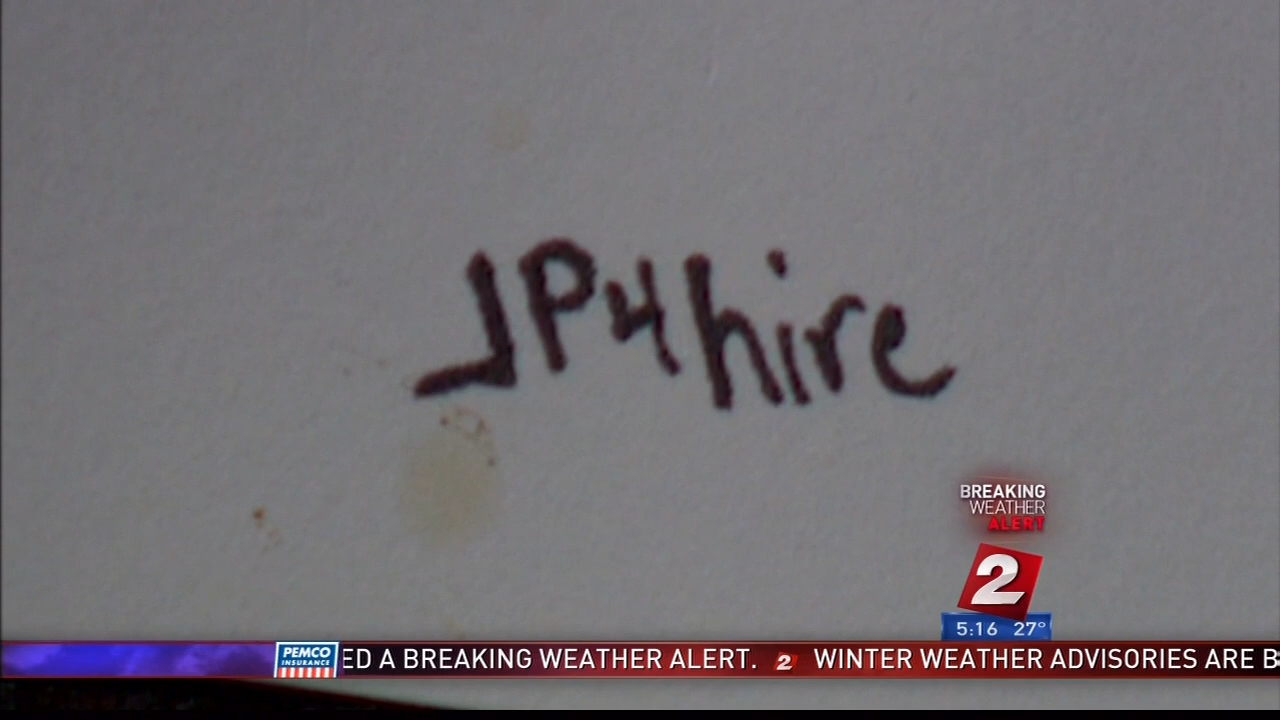 JP4hire
BREAKING
WEATHER
ALERT
2
5:16 27°
PEMCO
INSURANCE
ED A BREAKING WEATHER ALERT. 2 WINTER WEATHER ADVISORIES ARE B